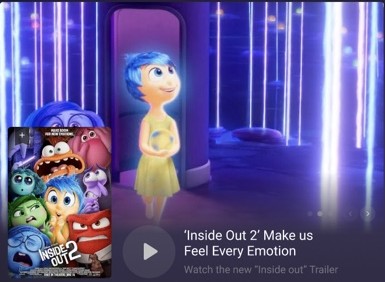 MAKE ROOM
FOR NEW EMOTIONS.
INSIDE
OUT 2
'Inside Out 2' Make us
Feel Every Emotion
Watch the new "Inside out" Trailer